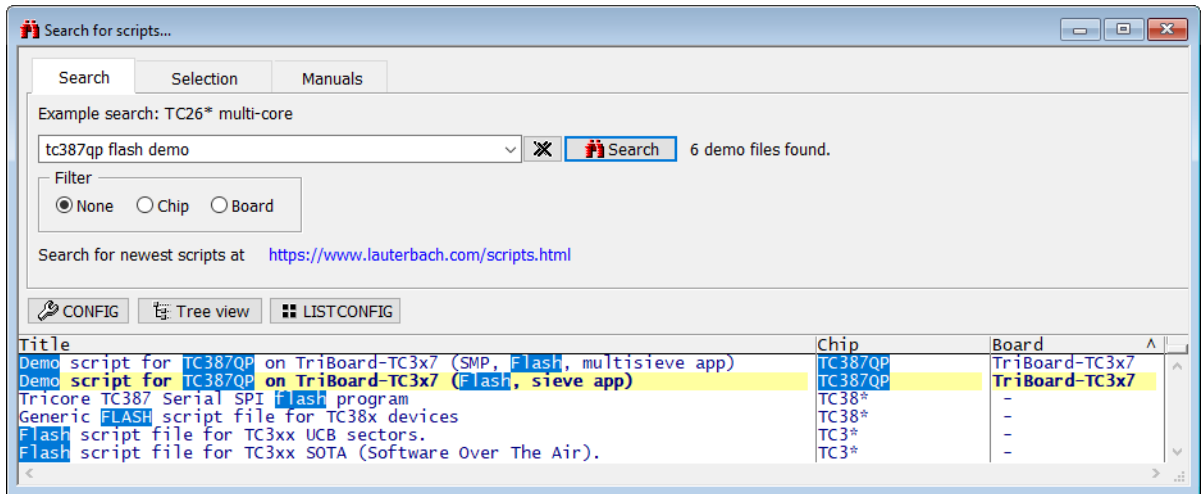 Search for scripts...
Search Selection Manuals
Example search: TC26* multi-core
tc387qp flash demo Search 6 demo files found.
Filter
None Chip Board
Search for newest scripts at https://www.lauterbach.com/scripts.html
CONFIG Tree view LISTCONFIG
Title Chip Board
Demo script for TC387QP on TriBoard-TC3x7 (SMP, Flash, multisieve app) TC387QP TriBoard-TC3x7
Demo script for TC387QP on TriBoard-TC3x7 (Flash, sieve app) TC387QP TriBoard-TC3x7
Tricore TC387 Serial SPI flash program TC38* -
Generic FLASH script file for TC38x devices TC38* -
Flash script file for TC3xx UCB sectors. TC3* -
Flash script file for TC3xx SOTA (Software Over The Air). TC3* -